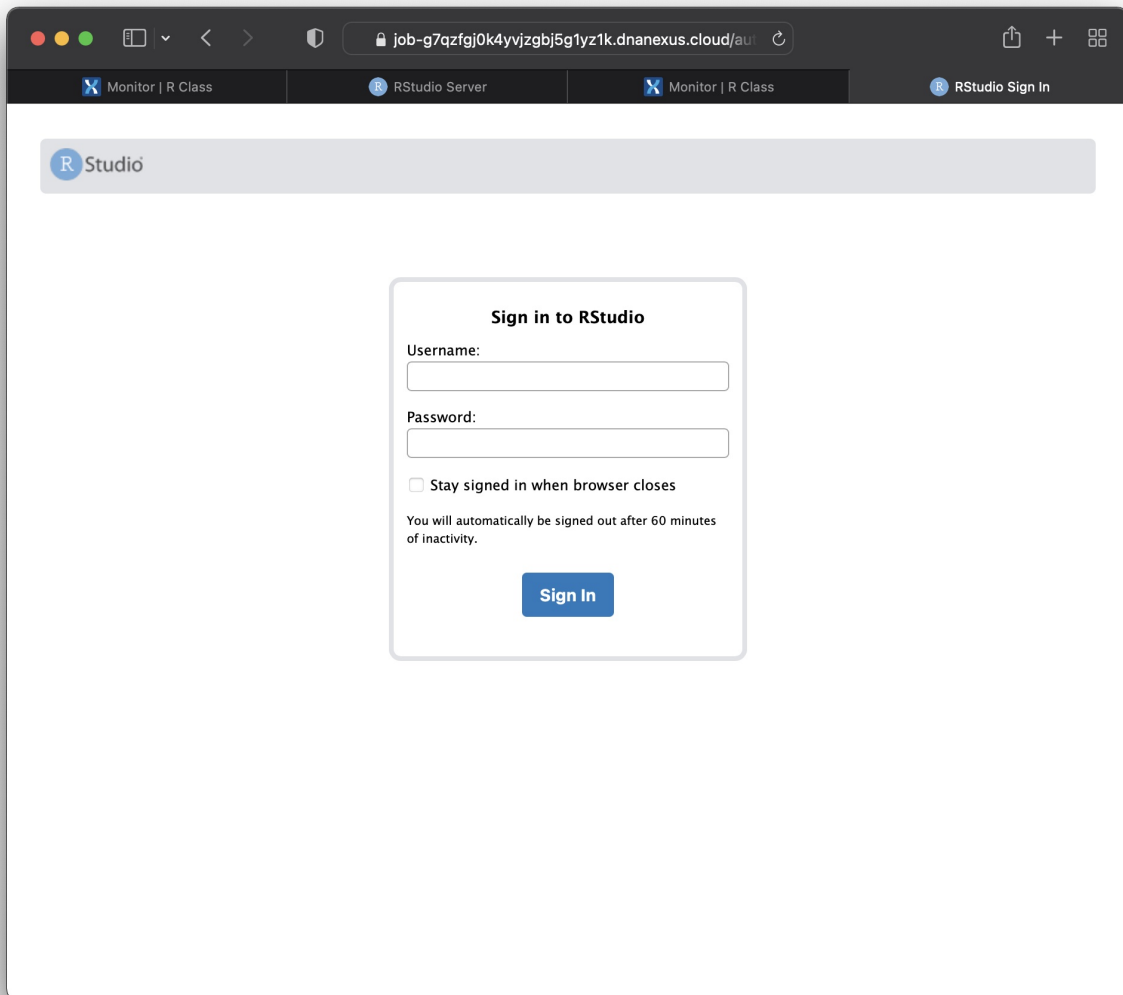 job-g7qzfgj0k4yvjzgbj5g1yz1k.dnanexus.cloud/aut
Monitor | R Class
RStudio Server
Monitor | R Class
RStudio Sign In
R Studio
Sign in to RStudio
Username:
Password:
Stay signed in when browser closes
You will automatically be signed out after 60 minutes
of inactivity.
Sign In